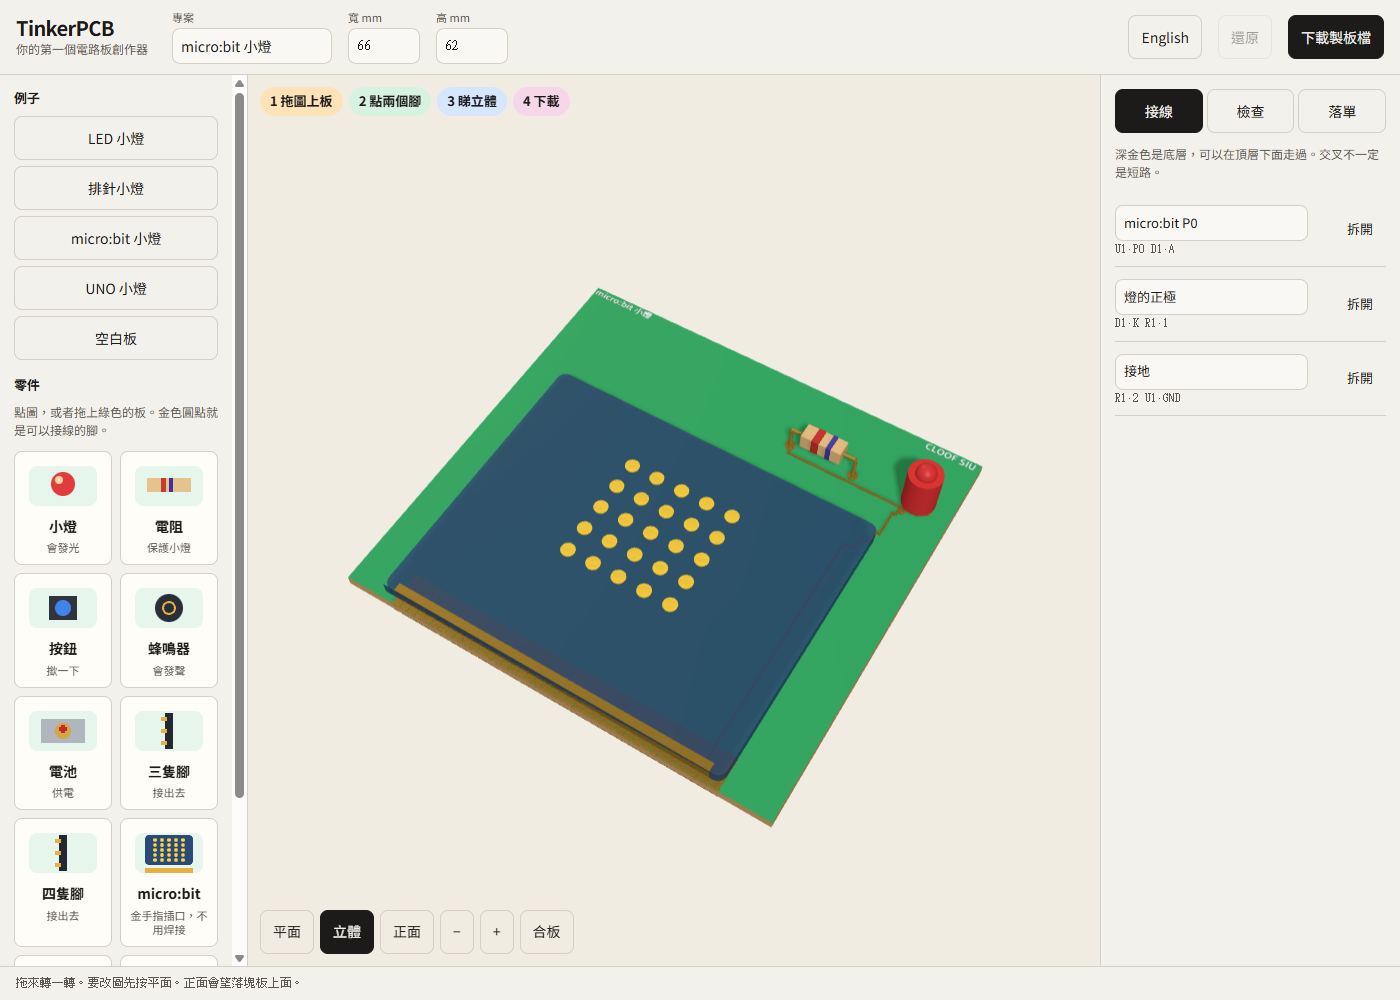 TinkerPCB
你的第一個電路板創作器
專案
micro:bit 小燈
寬 mm
66
高 mm
62
English
還原
下載製板檔
例子
LED 小燈
排針小燈
micro:bit 小燈
UNO 小燈
空白板
零件
點圖，或者拖上綠色的板。金色圓點就
是可以接線的腳。
小燈
會發光
電阻
保護小燈
按鈕
撳一下
蜂鳴器
會發聲
電池
供電
三隻腳
接出去
四隻腳
接出去
micro:bit
金手指插口，不
用焊接
1 拖圖上板
2 點兩個腳
3 睇立體
4 下載
micro:bit 小燈
CLOOF SIU
平面
立體
正面
−
+
合板
接線
檢查
落單
深金色是底層，可以在頂層下面走過。交叉不一定
是短路。
micro:bit P0
拆開
U1·P0 D1·A
燈的正極
拆開
D1·K R1·1
接地
拆開
R1·2 U1·GND
拖來轉一轉。要改圖先按平面。正面會望落塊板上面。